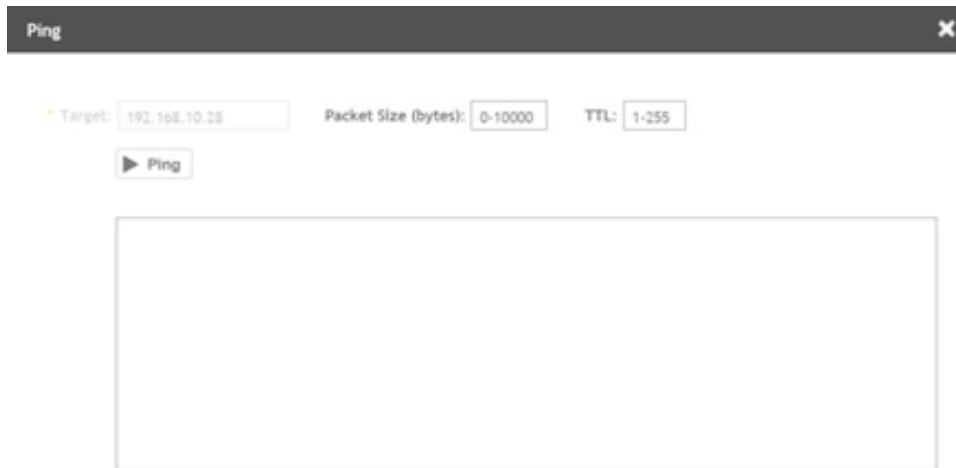 Ping
* Target: 192.168.10.28 Packet Size (bytes): 0-10000 TTL: 1-255
Ping